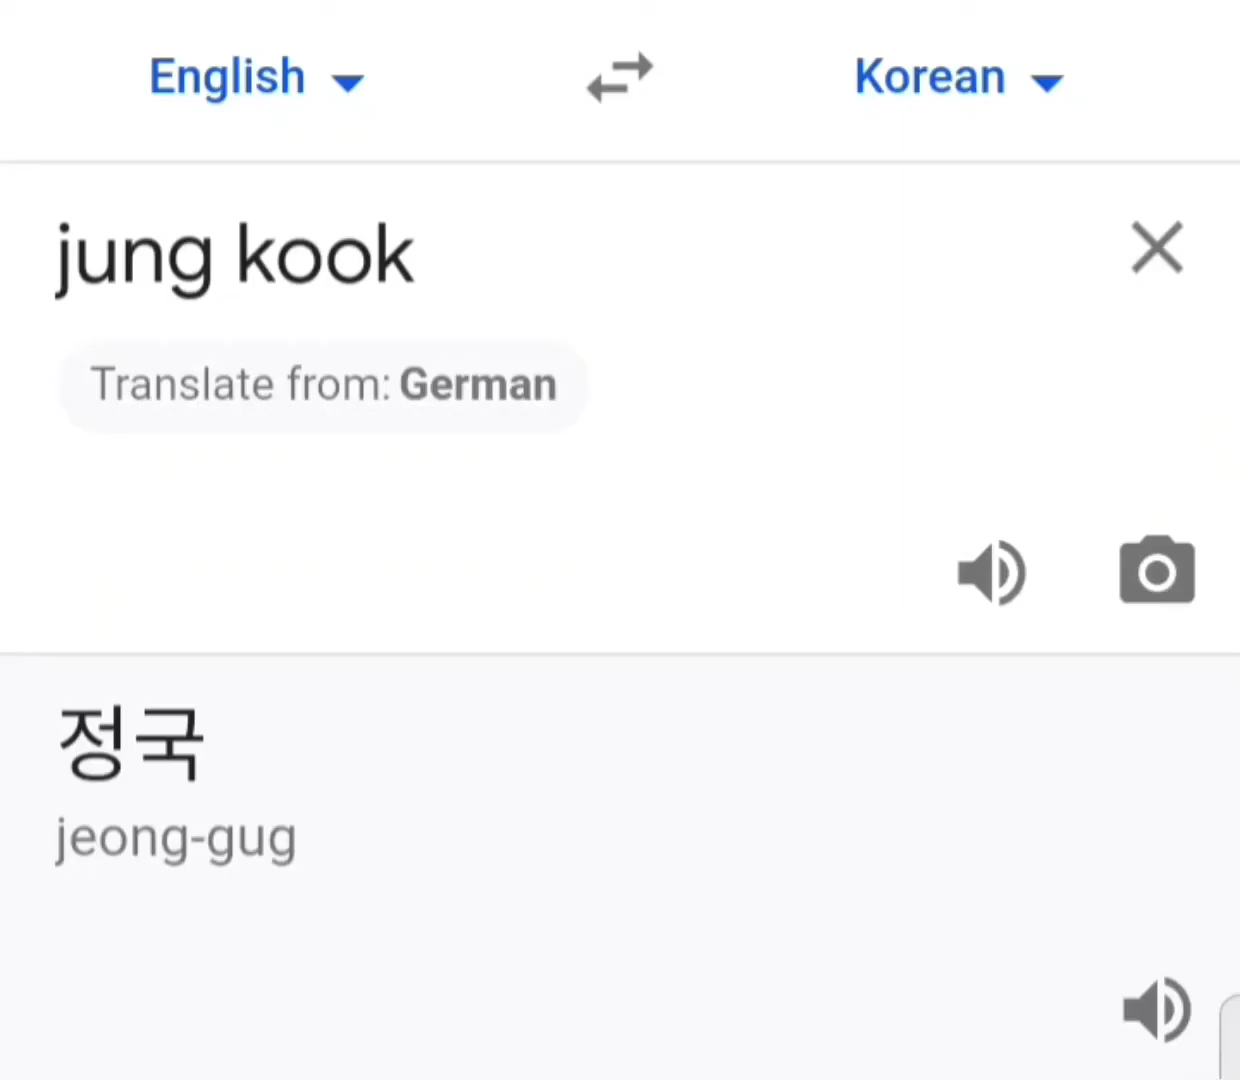 English Korean
jung kook
Translate from: German
정국
jeong-gug